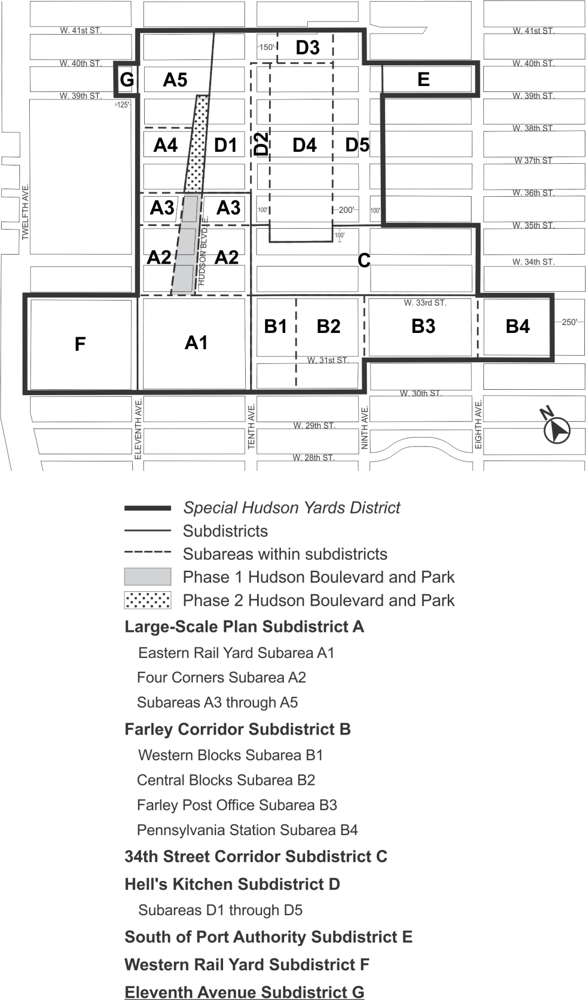 W. 41st ST.
W. 41st ST.
150'
D3
W. 40th ST.
W. 40th ST.
G
A5
E
W. 39th ST.
W. 39th ST.
125'
W. 38th ST.
A4
D1
D2
D4
D5
W 37th ST
TWELFTH AVE.
W. 36th ST.
A3
A3
100'
200'
100'
HUDSON BLVD. E.
W. 35th ST.
100'
A2
A2
C
W. 34th ST.
W. 33rd ST.
B1
B2
B3
B4
250'
F
A1
W. 31st ST.
W. 30th ST.
ELEVENTH AVE.
TENTH AVE.
NINTH AVE.
EIGHTH AVE.
N
W. 29th ST.
W. 28th ST.
Special Hudson Yards District
Subdistricts
Subareas within subdistricts
Phase 1 Hudson Boulevard and Park
Phase 2 Hudson Boulevard and Park
Large-Scale Plan Subdistrict A
Eastern Rail Yard Subarea A1
Four Corners Subarea A2
Subareas A3 through A5
Farley Corridor Subdistrict B
Western Blocks Subarea B1
Central Blocks Subarea B2
Farley Post Office Subarea B3
Pennsylvania Station Subarea B4
34th Street Corridor Subdistrict C
Hell's Kitchen Subdistrict D
Subareas D1 through D5
South of Port Authority Subdistrict E
Western Rail Yard Subdistrict F
Eleventh Avenue Subdistrict G